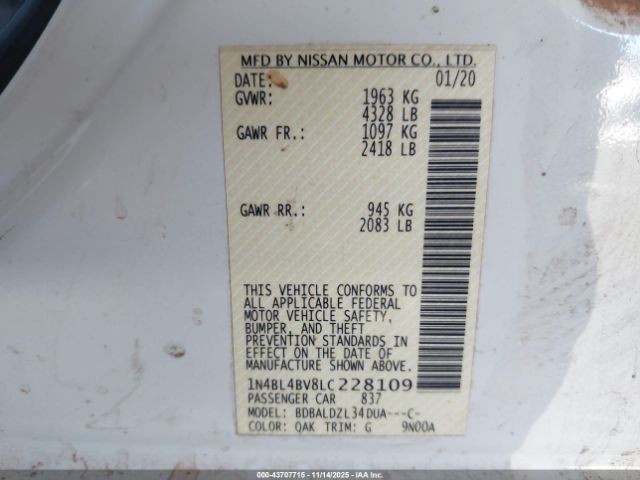 MFD BY NISSAN MOTOR CO., LTD.
DATE: 01/20
GVWR: 1963 KG
4328 LB
GAWR FR.: 1097 KG
2418 LB
GAWR RR.: 945 KG
2083 LB
THIS VEHICLE CONFORMS TO
ALL APPLICABLE FEDERAL
MOTOR VEHICLE SAFETY,
BUMPER, AND THEFT
PREVENTION STANDARDS IN
EFFECT ON THE DATE OF
MANUFACTURE SHOWN ABOVE.
1N4BL4BV8LC228109
PASSENGER CAR 837
MODEL: BDBALDZL34DUA---C-
COLOR: QAK TRIM: G 9N00A
00-43707715 - 11/14/2025 - IAAI.COM